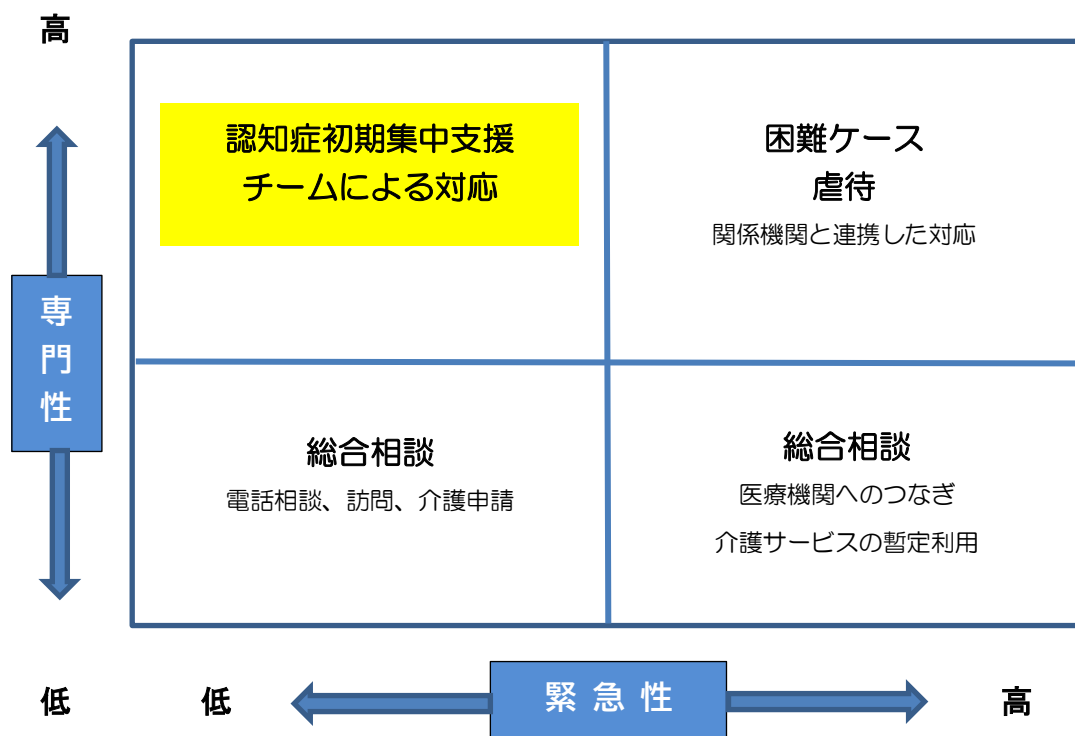 高
認知症初期集中支援
チームによる対応
困難ケース
虐待
関係機関と連携した対応
専門性
総合相談
電話相談、訪問、介護申請
総合相談
医療機関へのつなぎ
介護サービスの暫定利用
低
低
緊急性
高